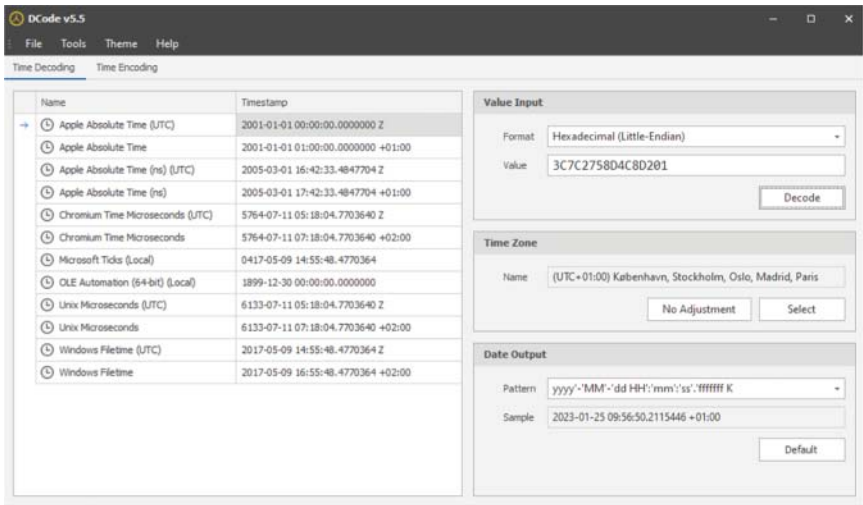 DCode v5.5
File Tools Theme Help
Time Decoding Time Encoding
Name Timestamp
Apple Absolute Time (UTC) 2001-01-01 00:00:00.0000000 Z
Apple Absolute Time 2001-01-01 01:00:00.0000000 +01:00
Apple Absolute Time (ns) (UTC) 2005-03-01 16:42:33.4847704 Z
Apple Absolute Time (ns) 2005-03-01 17:42:33.4847704 +01:00
Chromium Time Microseconds (UTC) 5764-07-11 05:18:04.7703640 Z
Chromium Time Microseconds 5764-07-11 07:18:04.7703640 +02:00
Microsoft Ticks (Local) 0417-05-09 14:55:48.4770364
OLE Automation (64-bit) (Local) 1899-12-30 00:00:00.0000000
Unix Microseconds (UTC) 6133-07-11 05:18:04.7703640 Z
Unix Microseconds 6133-07-11 07:18:04.7703640 +02:00
Windows Filetime (UTC) 2017-05-09 14:55:48.4770364 Z
Windows Filetime 2017-05-09 16:55:48.4770364 +02:00
Value Input
Format Hexadecimal (Little-Endian)
Value 3C7C2758D4C8D201
Decode
Time Zone
Name (UTC+01:00) København, Stockholm, Oslo, Madrid, Paris
No Adjustment Select
Date Output
Pattern yyyy'-'MM'-'dd HH':'mm':'ss'.'fffffff K
Sample 2023-01-25 09:56:50.2115446 +01:00
Default